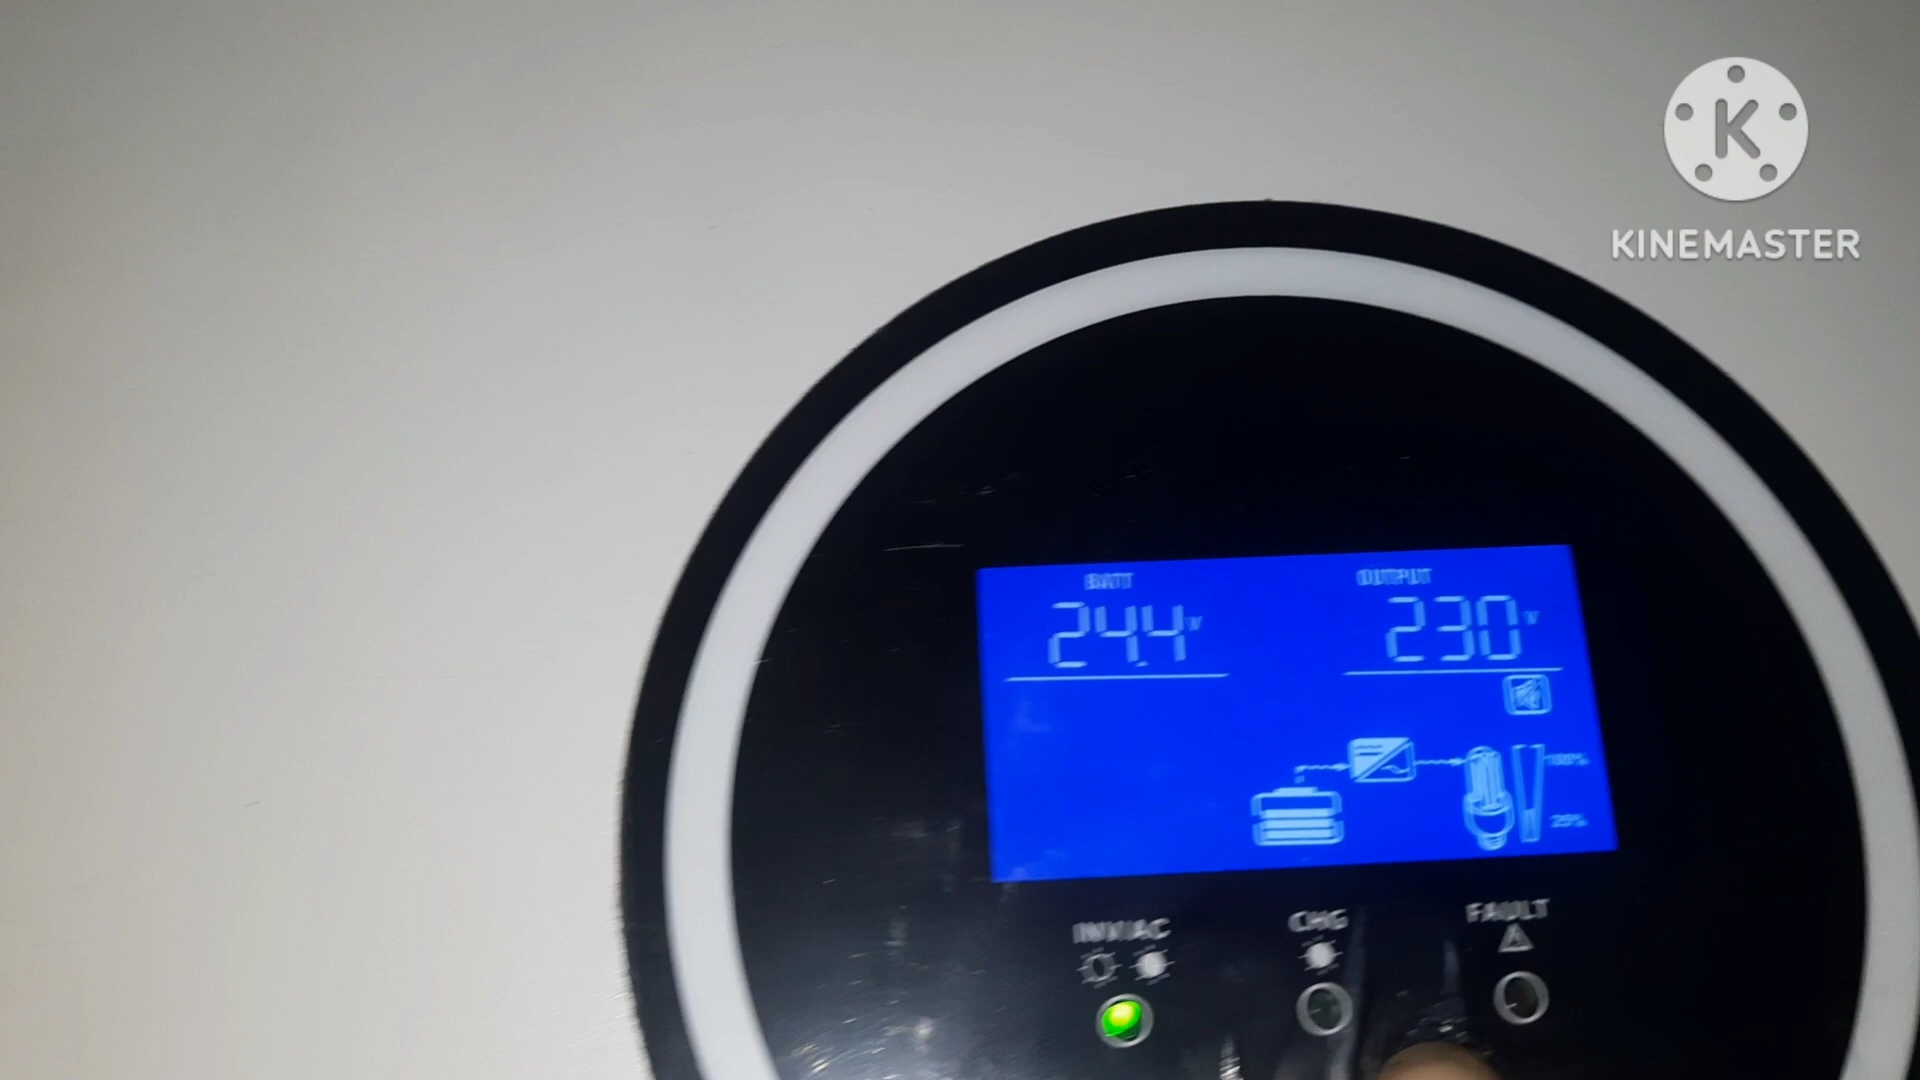 K
KINEMASTER
BATT OUTPUT
24.4V 230V
100%
25%
INV/AC CHG FAULT